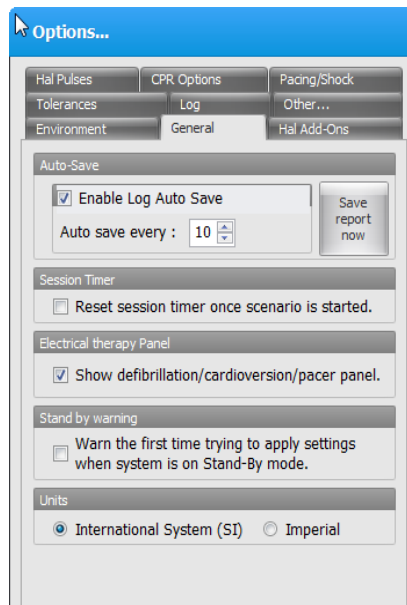 Options...
Hal Pulses CPR Options Pacing/Shock
Tolerances Log Other...
Environment General Hal Add-Ons
Auto-Save
Enable Log Auto Save
Auto save every : 10
Save
report
now
Session Timer
Reset session timer once scenario is started.
Electrical therapy Panel
Show defibrillation/cardioversion/pacer panel.
Stand by warning
Warn the first time trying to apply settings
when system is on Stand-By mode.
Units
International System (SI) Imperial